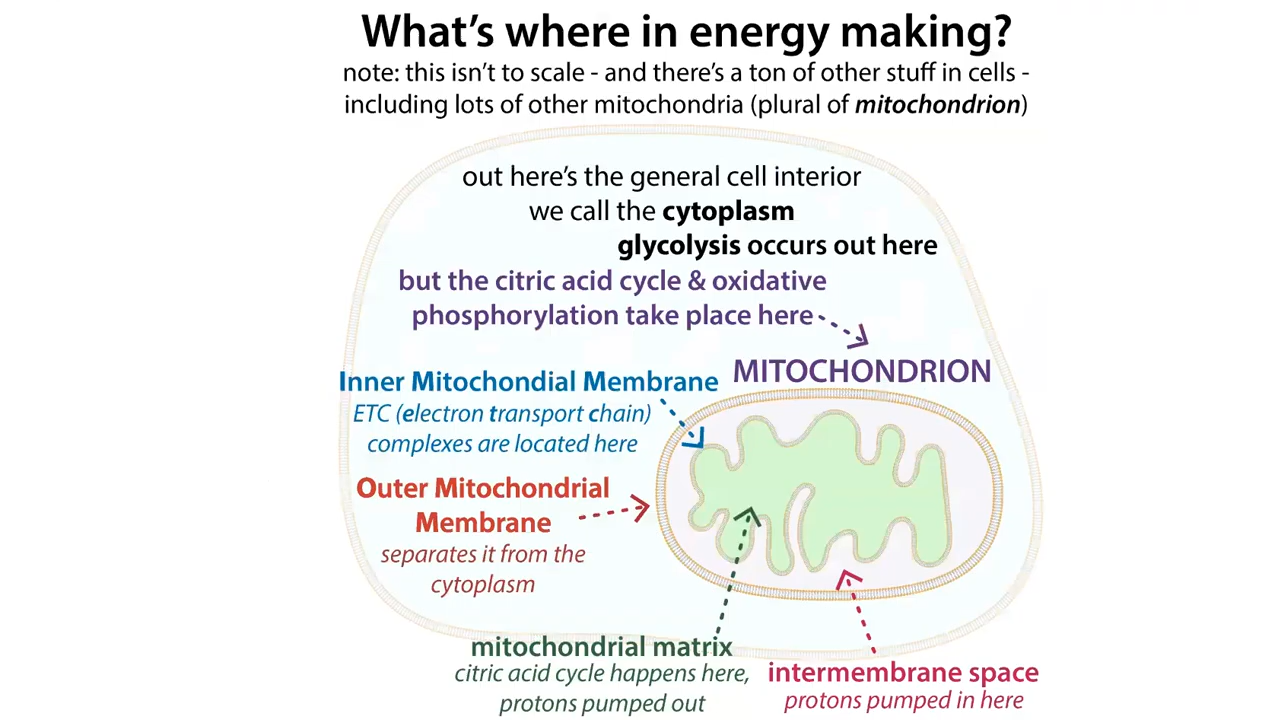 What's where in energy making?
note: this isn't to scale - and there's a ton of other stuff in cells -
including lots of other mitochondria (plural of mitochondrion)
out here's the general cell interior
we call the cytoplasm
glycolysis occurs out here
but the citric acid cycle & oxidative
phosphorylation take place here
MITOCHONDRION
Inner Mitochondial Membrane
ETC (electron transport chain)
complexes are located here
Outer Mitochondrial
Membrane
separates it from the
cytoplasm
mitochondrial matrix
citric acid cycle happens here,
protons pumped out
intermembrane space
protons pumped in here